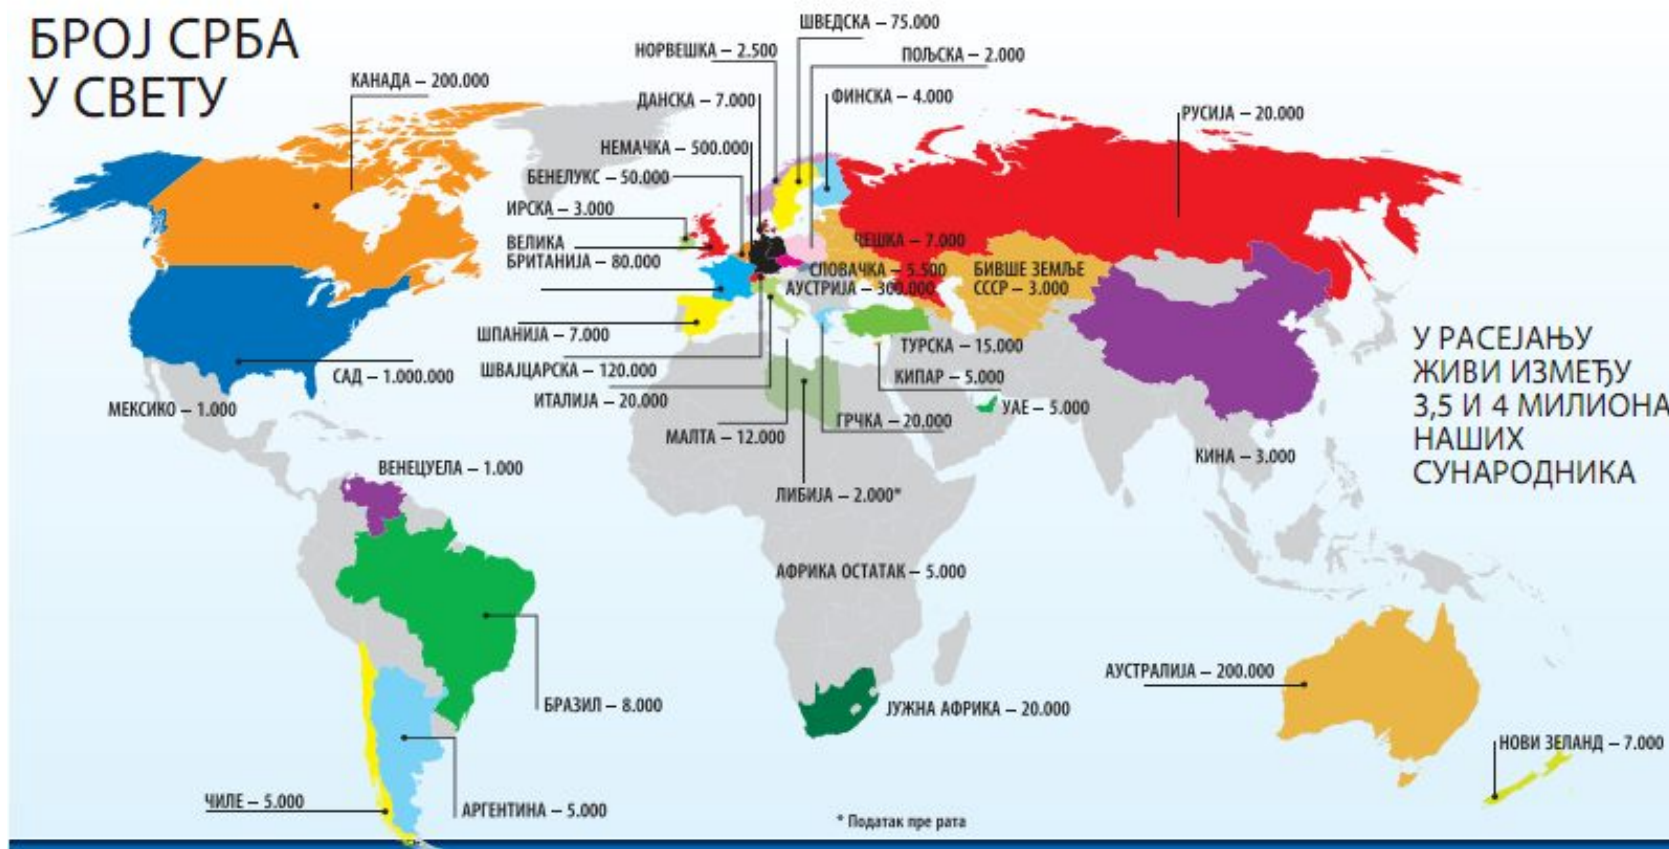 БРОЈ СРБА
У СВЕТУ
КАНАДА – 200.000
НОРВЕШКА – 2.500
ШВЕДСКА – 75.000
ПОЉСКА – 2.000
ДАНСКА – 7.000
ФИНСКА – 4.000
РУСИЈА – 20.000
НЕМАЧКА – 500.000
БЕНЕЛУКС – 50.000
ИРСКА – 3.000
ВЕЛИКА
БРИТАНИЈА – 80.000
ЧЕШКА – 7.000
СЛОВАЧКА – 5.500
АУСТРИЈА – 300.000
БИВШЕ ЗЕМЉЕ
СССР – 3.000
ШПАНИЈА – 7.000
ШВАЈЦАРСКА – 120.000
ИТАЛИЈА – 20.000
МАЛТА – 12.000
ТУРСКА – 15.000
КИПАР – 5.000
УАЕ – 5.000
ГРЧКА – 20.000
САД – 1.000.000
МЕКСИКО – 1.000
ВЕНЕЦУЕЛА – 1.000
ЛИБИЈА – 2.000*
КИНА – 3.000
У РАСЕЈАЊУ
ЖИВИ ИЗМЕЂУ
3,5 И 4 МИЛИОНА
НАШИХ
СУНАРОДНИКА
АФРИКА ОСТАТАК – 5.000
АУСТРАЛИЈА – 200.000
БРАЗИЛ – 8.000
ЈУЖНА АФРИКА – 20.000
НОВИ ЗЕЛАНД – 7.000
ЧИЛЕ – 5.000
АРГЕНТИНА – 5.000
* Податак пре рата